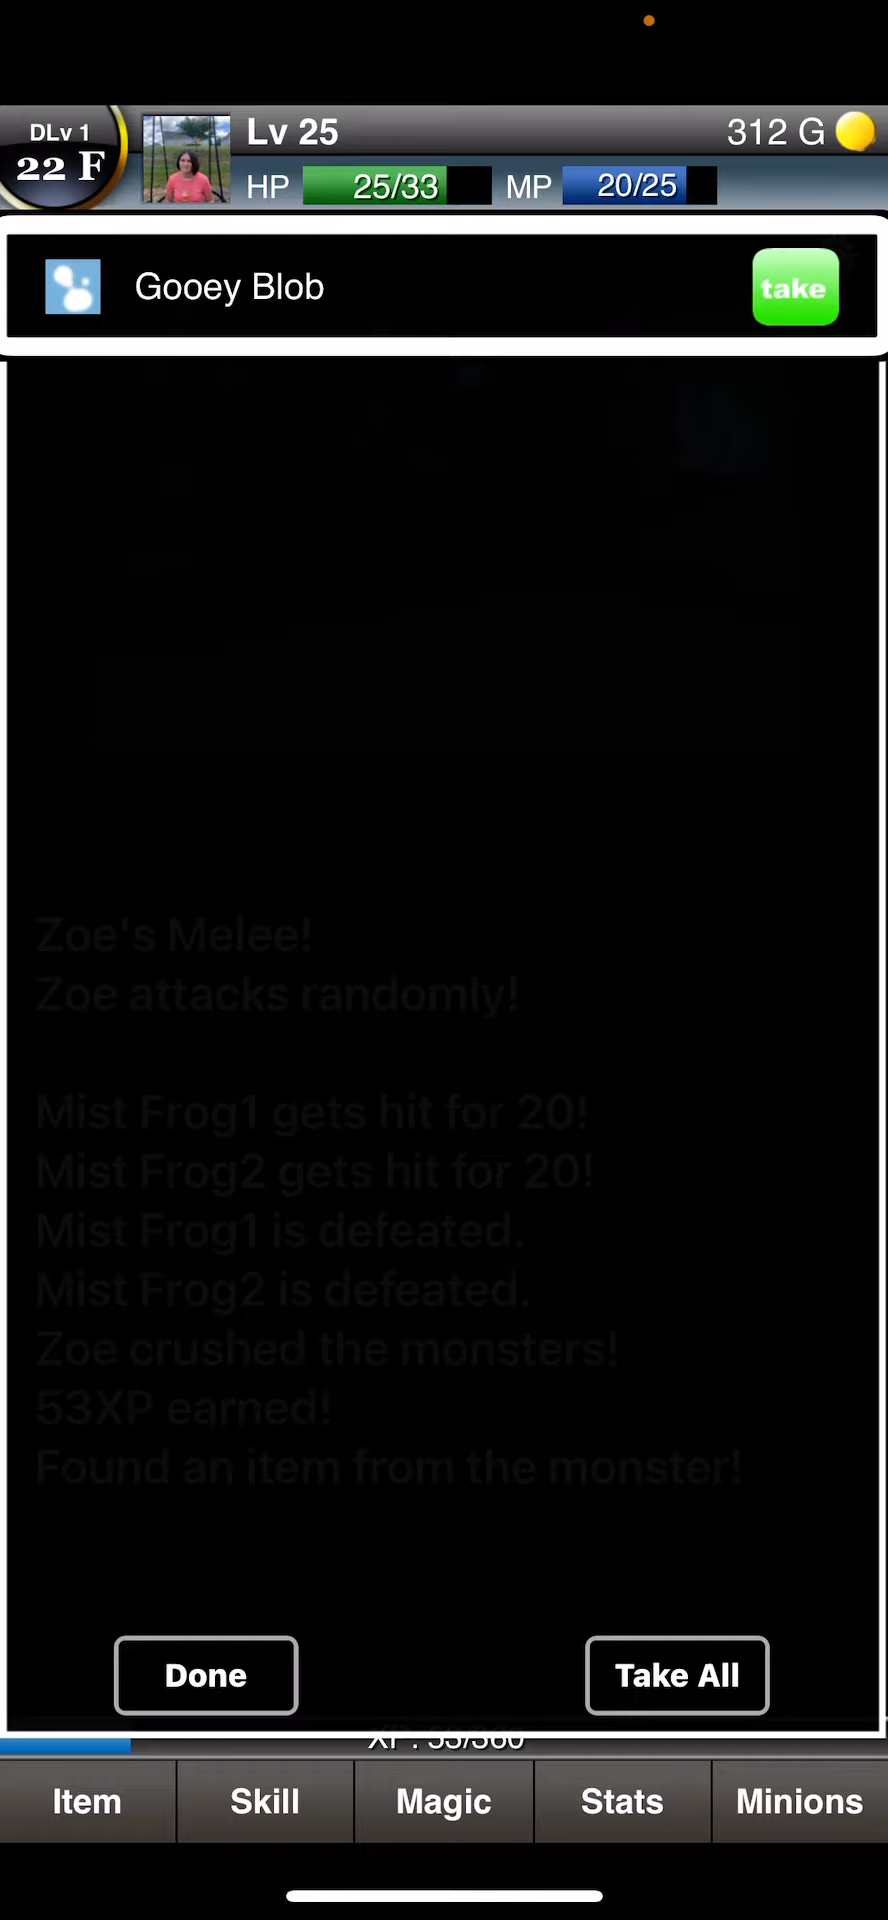 DLv 1
22 F
Lv 25
312 G
HP 25/33 MP 20/25
Gooey Blob
take
Zoe's Melee!
Zoe attacks randomly!
Mist Frog1 gets hit for 20!
Mist Frog2 gets hit for 20!
Mist Frog1 is defeated.
Mist Frog2 is defeated.
Zoe crushed the monsters!
53XP earned!
Found an item from the monster!
Done
Take All
XP: 53/360
Item
Skill
Magic
Stats
Minions